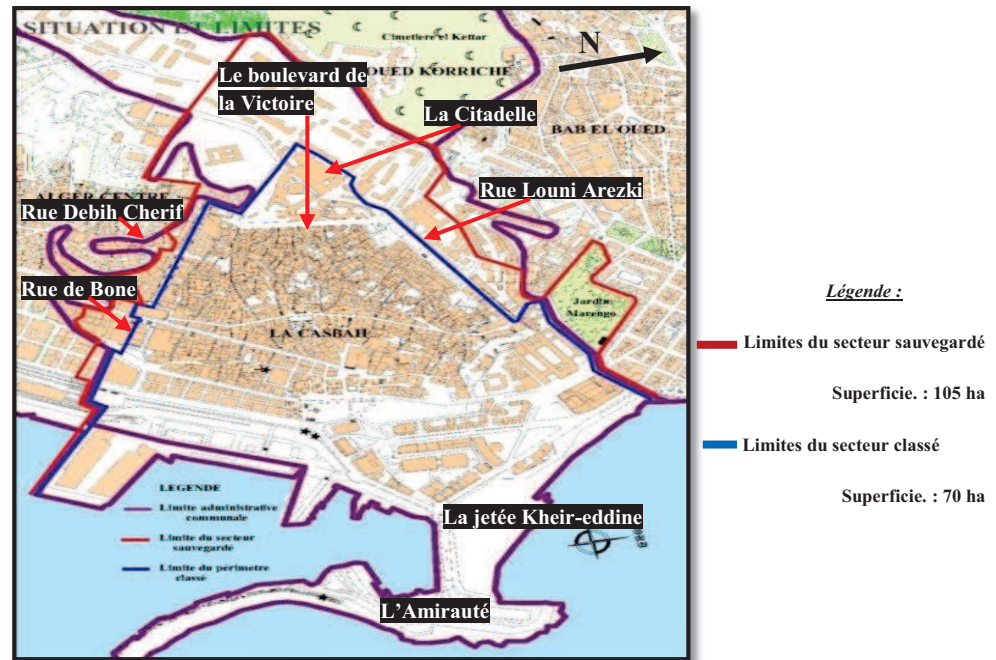 SITUATION ET LIMITES
Cimetiere el Kettar
N
OUED KORRICHE
Le boulevard de
la Victoire
La Citadelle
BAB EL OUED
Rue Louni Arezki
ALGER CENTRE
Rue Debih Cherif
Rue de Bone
Jardin
Marengo
LA CASBAH
Légende :
Limites du secteur sauvegardé
Superficie. : 105 ha
Limites du secteur classé
Superficie. : 70 ha
LEGENDE
Limite administrative
communale
Limite du secteur
sauvegardé
Limite du périmetre
classé
La jetée Kheir-eddine
L'Amirauté